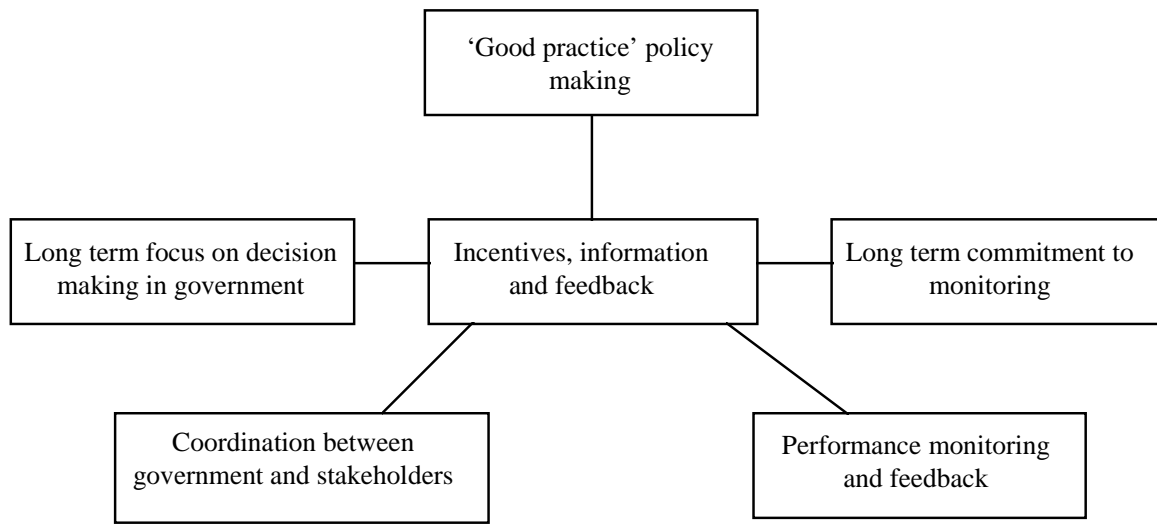 ‘Good practice’ policy
making
Long term focus on decision
making in government
Incentives, information
and feedback
Long term commitment to
monitoring
Coordination between
government and stakeholders
Performance monitoring
and feedback